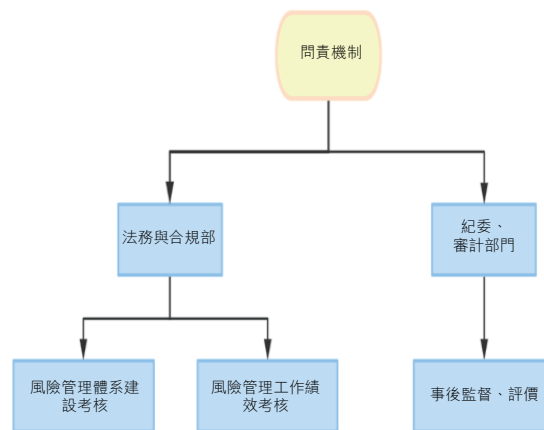 問責機制
法務與合規部
紀委、
審計部門
風險管理體系建
設考核
風險管理工作績
效考核
事後監督、評價